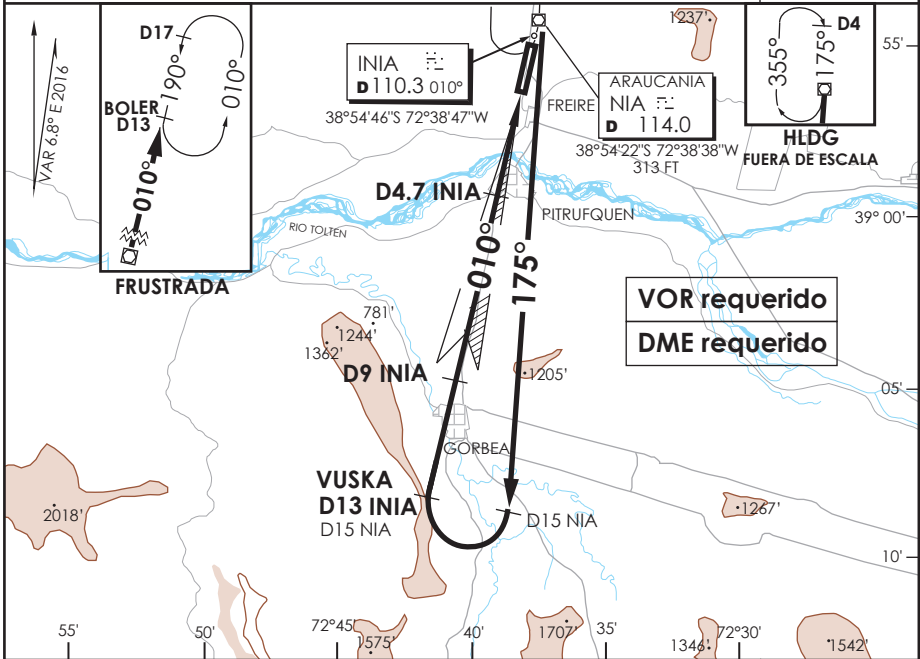 VAR 6.8° E 2016
D17
190°
010°
BOLER
D13
010°
FRUSTRADA
INIA
D 110.3 010°
38°54'46"S 72°38'47"W
ARAUCANIA
NIA
D 114.0
38°54'22"S 72°38'38"W
313 FT
FREIRE
1237'
D4
355°
175°
HLDG
FUERA DE ESCALA
55'
D4.7 INIA
PITRUFQUEN
RIO TOLTEN
39° 00'
010°
175°
VOR requerido
DME requerido
781'
1244'
1362'
D9 INIA
1205'
05'
GORBEA
VUSKA
D13 INIA
D15 NIA
D15 NIA
2018'
1267'
10'
55'
50'
72°45'
40'
35'
72°30'
1575'
1707'
1346'
1542'